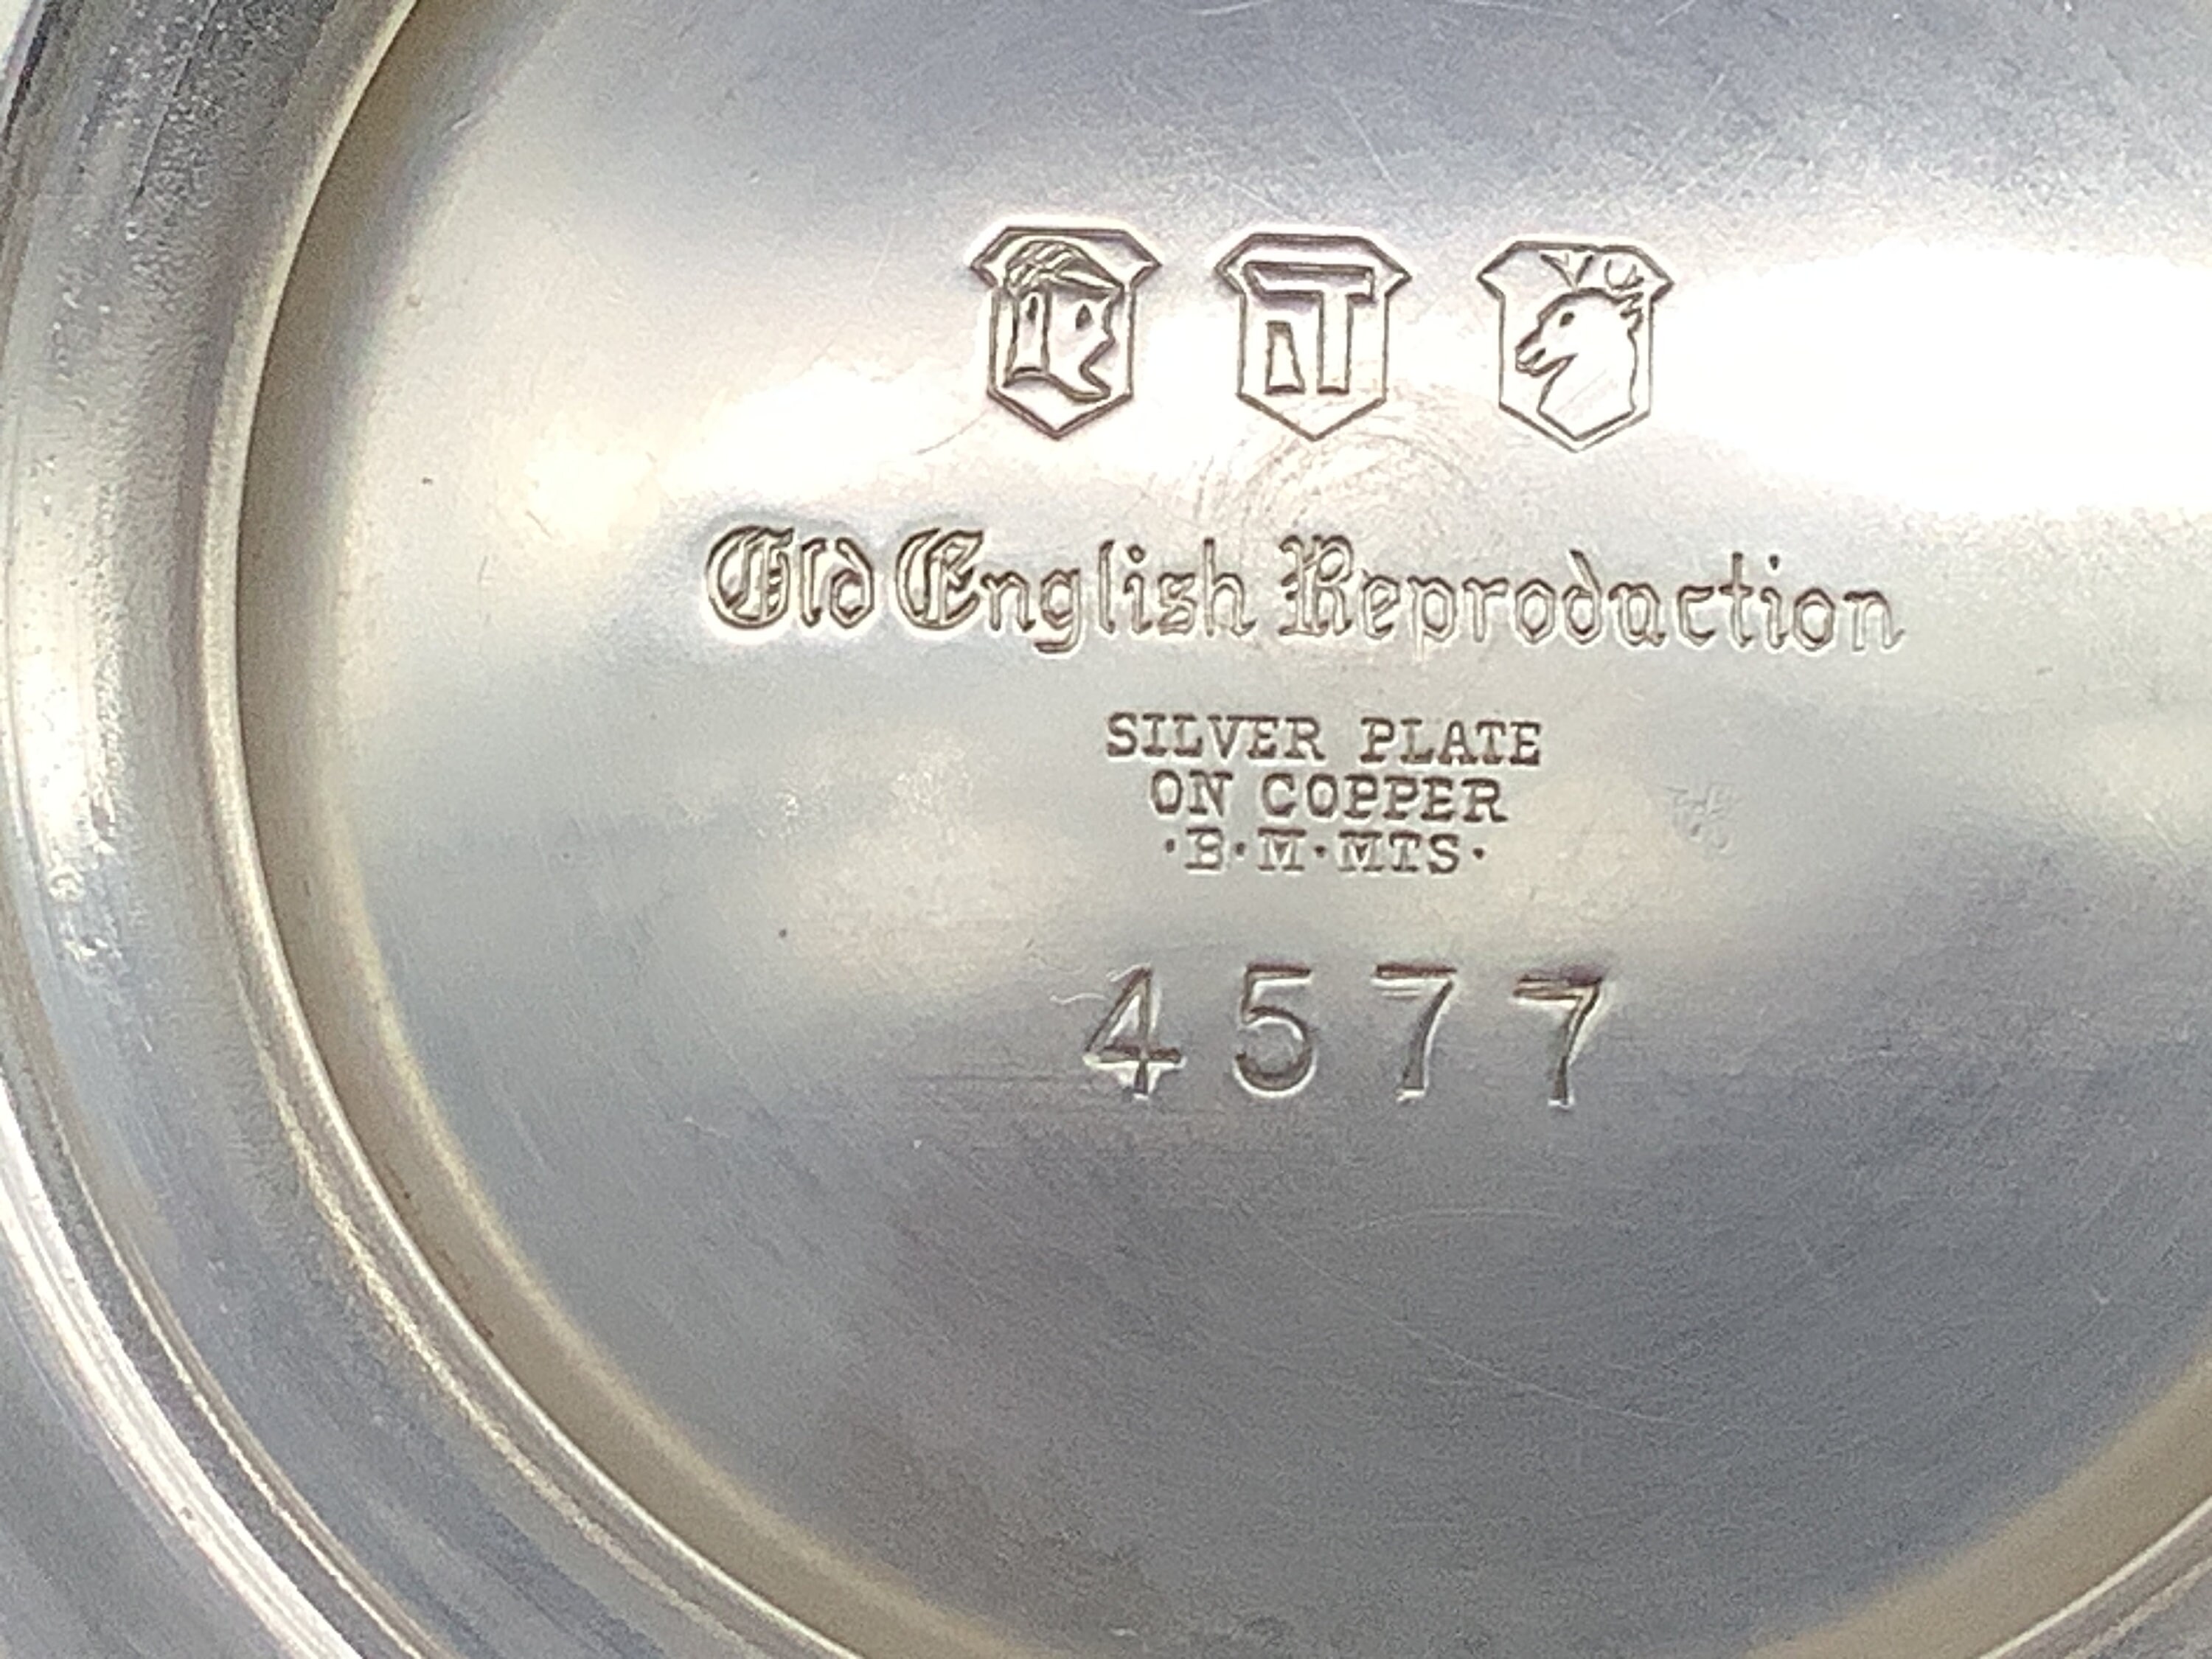 Old English Reproduction
SILVER PLATE
ON COPPER
·B·M·MTS·
4577